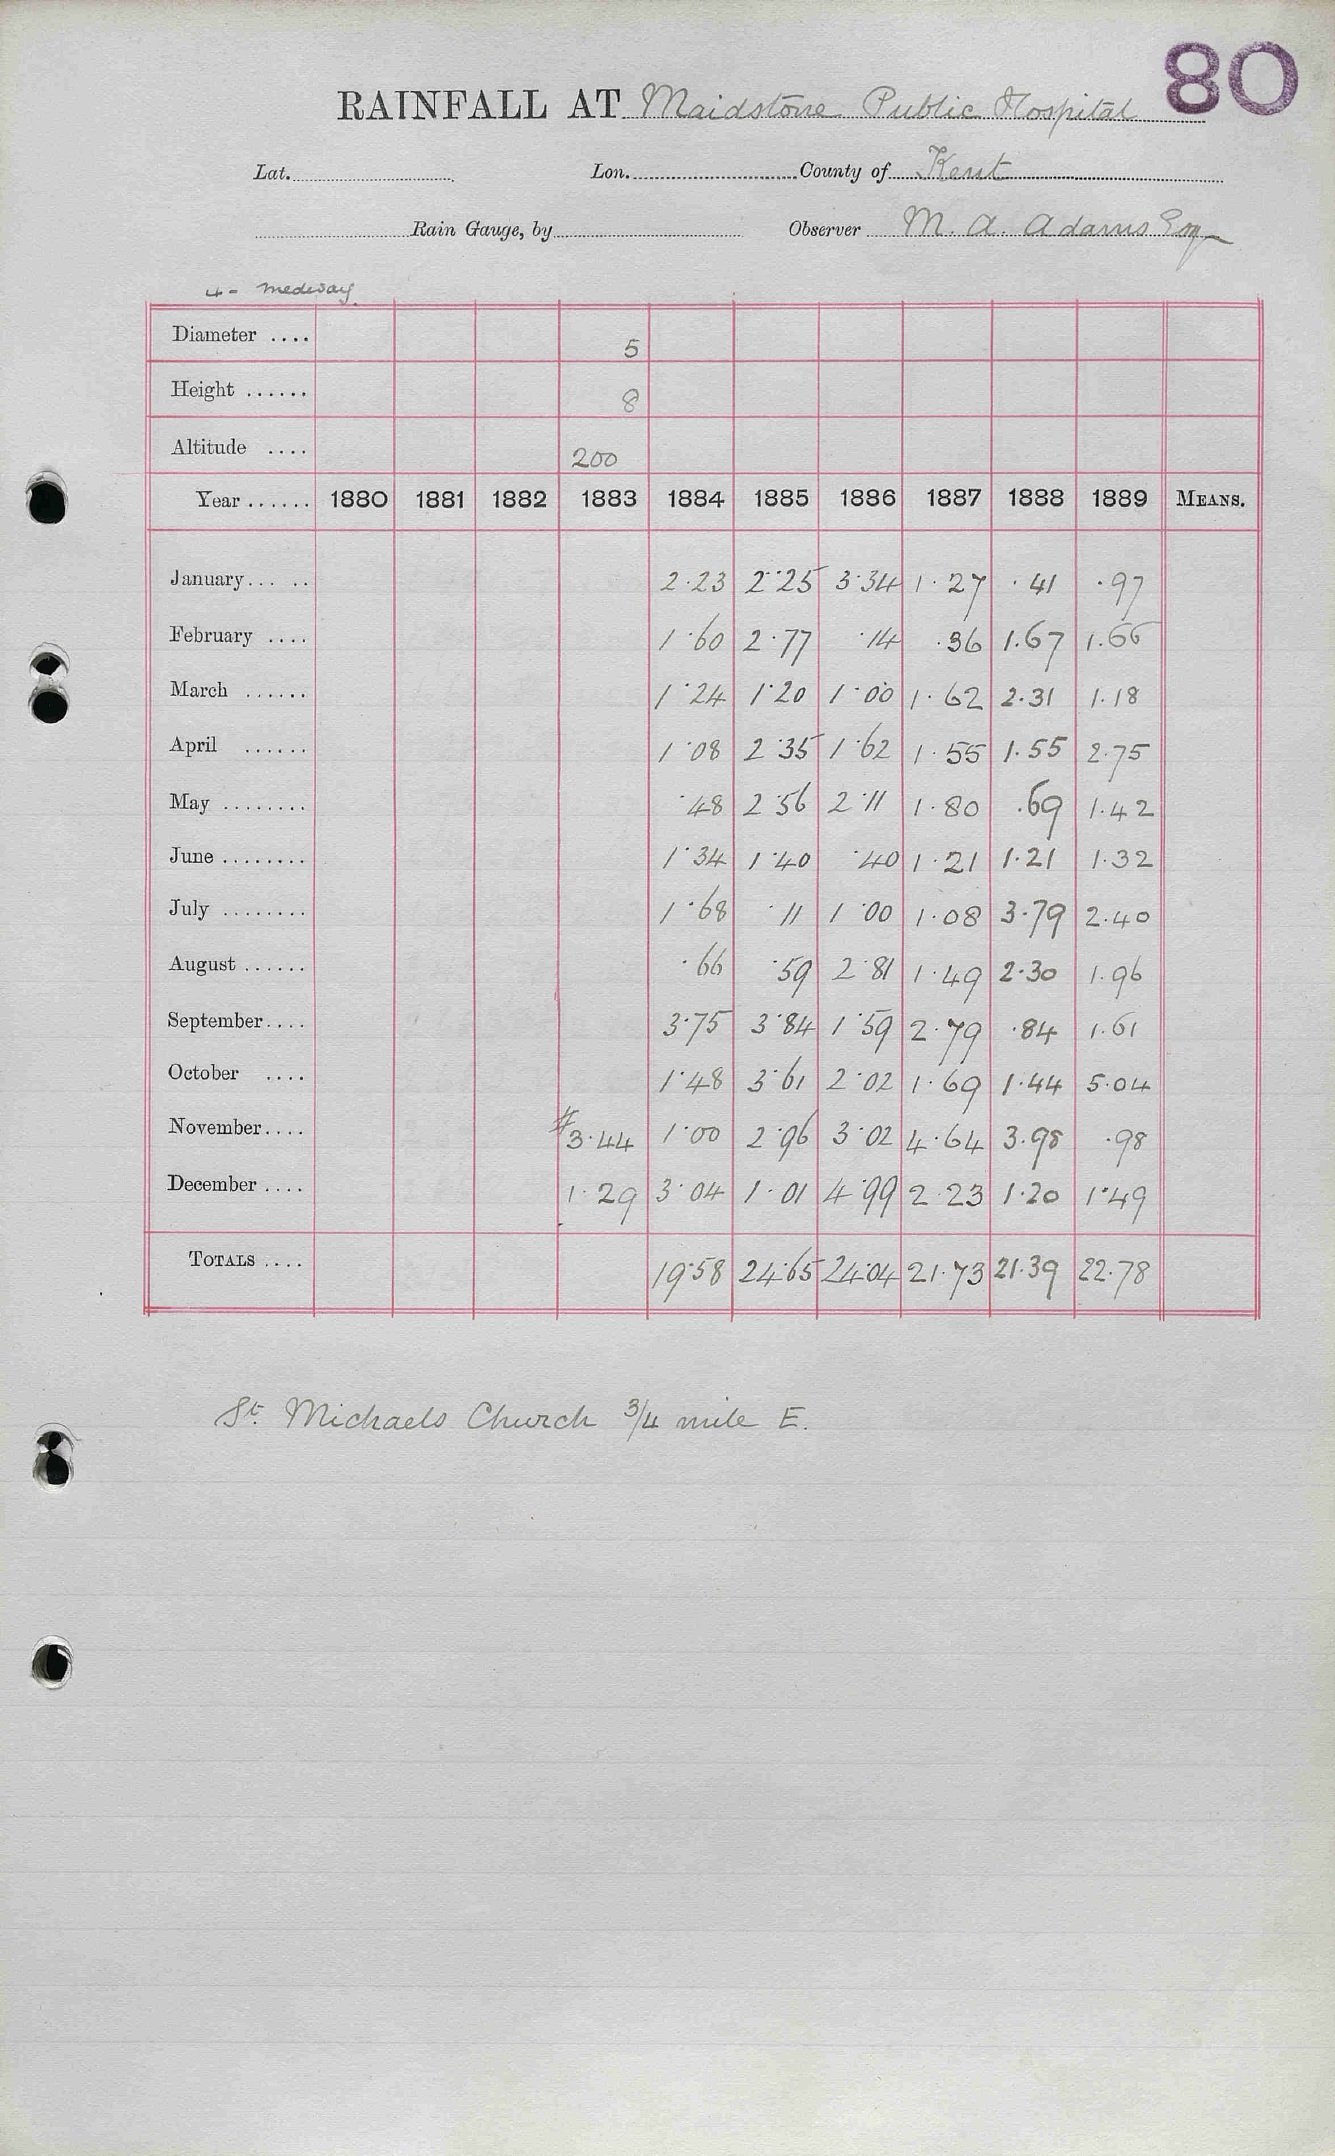 80
RAINFALL AT Maidstone Public Hospital
Lat. Lon. County of Kent
Rain Gauge, by Observer M. A. Adams Esq
4 - Medway
Diameter .... 5
Height ...... 8
Altitude .... 200
Year ...... 1880 1881 1882 1883 1884 1885 1886 1887 1888 1889 MEANS.
January... .. 2.23 2.25 3.34 1.27 .41 .97
February .... 1.60 2.77 .14 .36 1.67 1.66
March ...... 1.24 1.20 1.00 1.62 2.31 1.18
April ...... 1.08 2.35 1.62 1.55 1.55 2.75
May ........ .48 2.56 2.11 1.80 .69 1.42
June ........ 1.34 1.40 .40 1.21 1.21 1.32
July ........ 1.68 .11 1.00 1.08 3.79 2.40
August ...... .66 .59 2.81 1.49 2.30 1.96
September.... 3.75 3.84 1.59 2.79 .84 1.61
October .... 1.48 3.61 2.02 1.69 1.44 5.04
November.... #3.44 1.00 2.96 3.02 4.64 3.98 .98
December .... 1.29 3.04 1.01 4.99 2.23 1.20 1.49
TOTALS .... 19.58 24.65 24.04 21.73 21.39 22.78
St. Michaels Church 3/4 mile E.